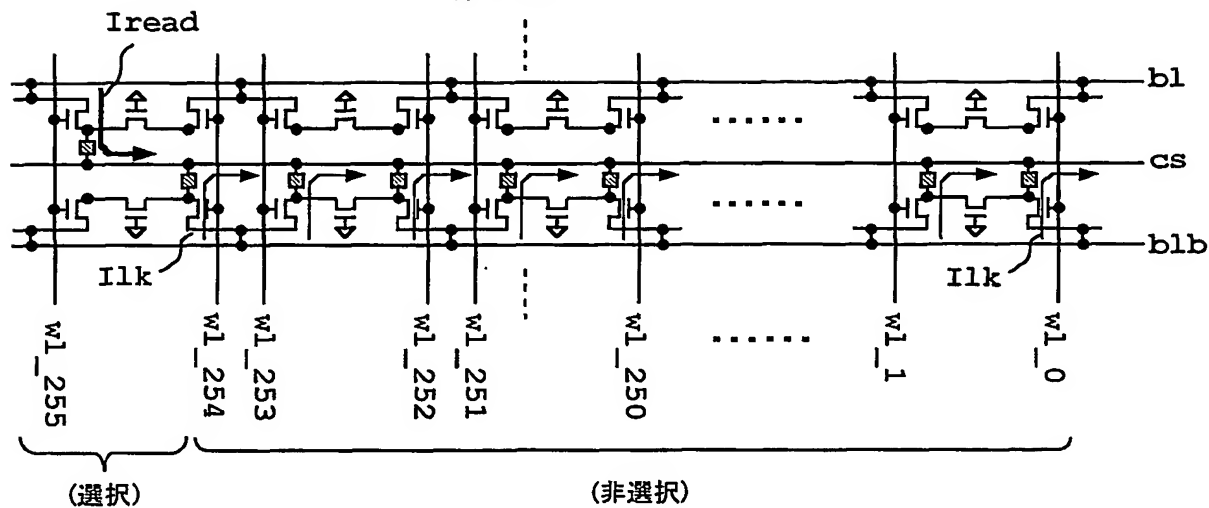 Iread
bl
cs
blb
Ilk
Ilk
wl_255
wl_254
wl_253
wl_252
wl_251
wl_250
wl_1
wl_0
(選択)
(非選択)